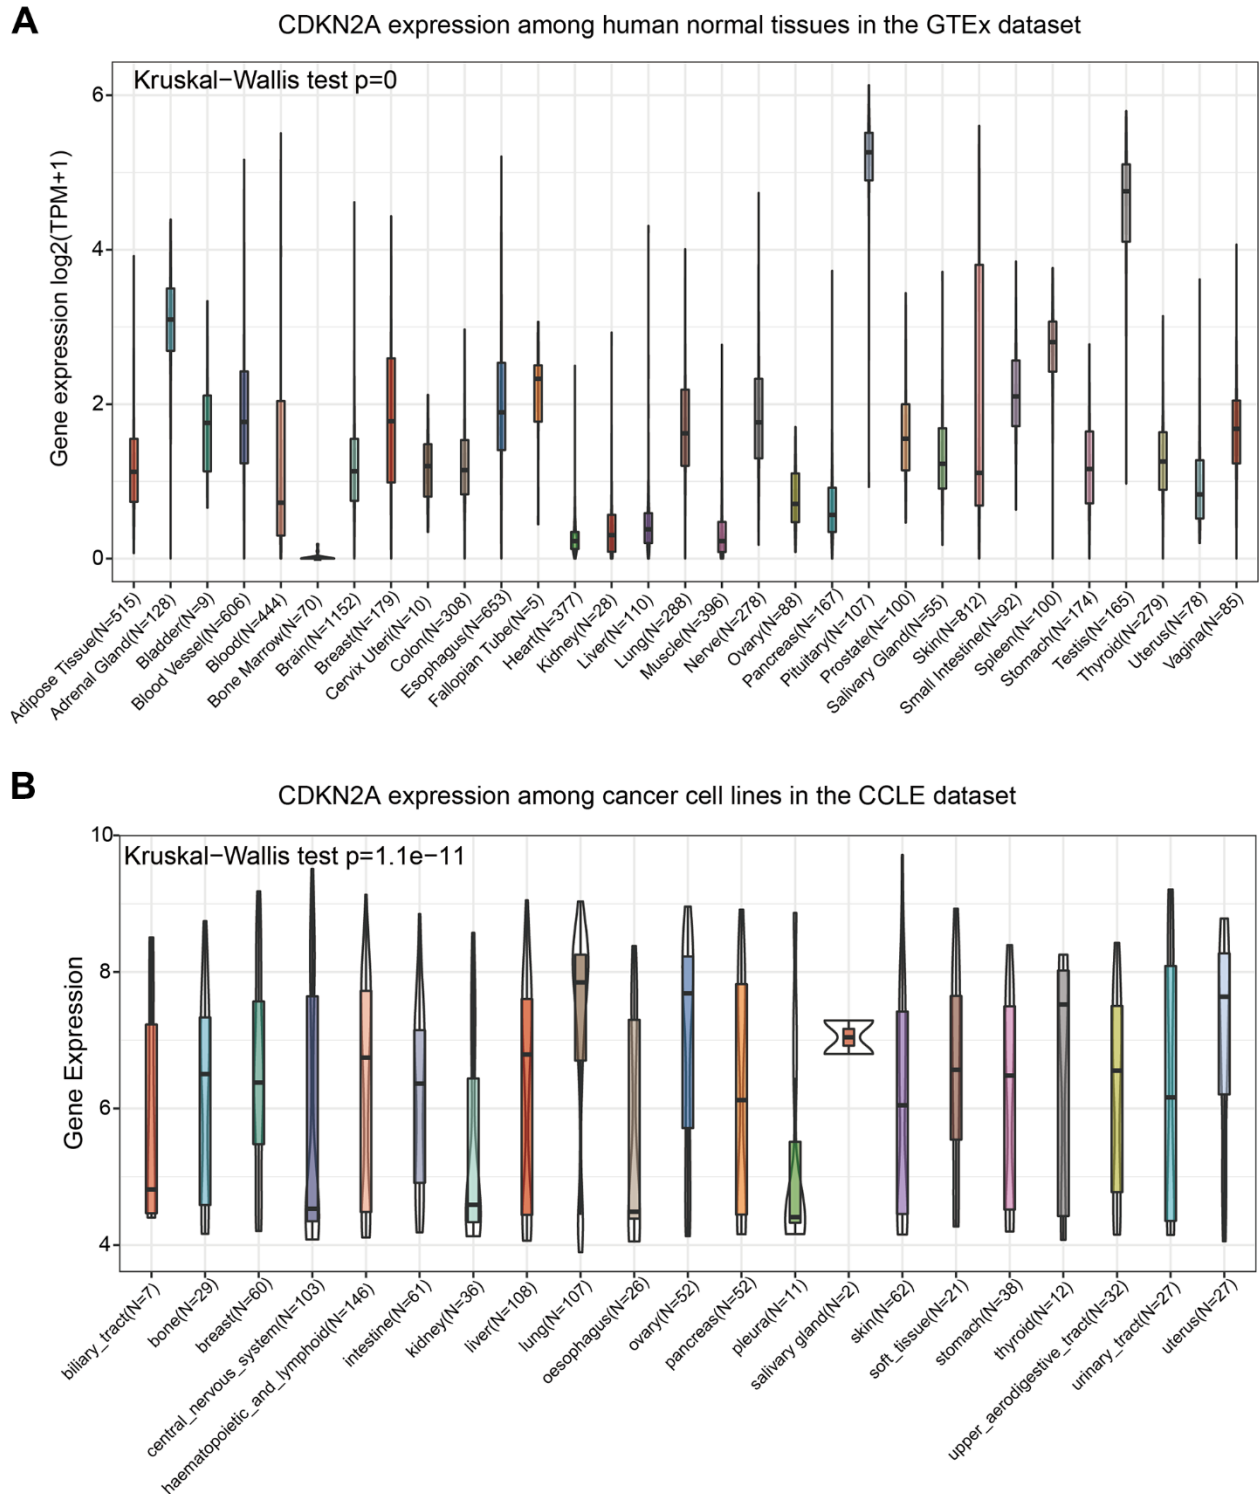 A
CDKN2A expression among human normal tissues in the GTEx dataset
Kruskal−Wallis test p=0
Gene expression log2(TPM+1)
6
4
2
0
Adipose Tissue(N=515)
Adrenal Gland(N=128)
Bladder(N=9)
Blood Vessel(N=606)
Blood(N=444)
Bone Marrow(N=70)
Brain(N=1152)
Breast(N=179)
Cervix Uteri(N=10)
Colon(N=308)
Esophagus(N=653)
Fallopian Tube(N=5)
Heart(N=377)
Kidney(N=28)
Liver(N=110)
Lung(N=288)
Muscle(N=396)
Nerve(N=278)
Ovary(N=88)
Pancreas(N=167)
Pituitary(N=107)
Prostate(N=100)
Salivary Gland(N=55)
Skin(N=812)
Small Intestine(N=92)
Spleen(N=100)
Stomach(N=174)
Testis(N=165)
Thyroid(N=279)
Uterus(N=78)
Vagina(N=85)
B
CDKN2A expression among cancer cell lines in the CCLE dataset
Kruskal−Wallis test p=1.1e−11
Gene Expression
10
8
6
4
biliary_tract(N=7)
bone(N=29)
breast(N=60)
central_nervous_system(N=103)
haematopoietic_and_lymphoid(N=146)
intestine(N=61)
kidney(N=36)
liver(N=108)
lung(N=107)
oesophagus(N=26)
ovary(N=52)
pancreas(N=52)
pleura(N=11)
salivary gland(N=2)
skin(N=62)
soft_tissue(N=21)
stomach(N=38)
thyroid(N=12)
upper_aerodigestive_tract(N=32)
urinary_tract(N=27)
uterus(N=27)